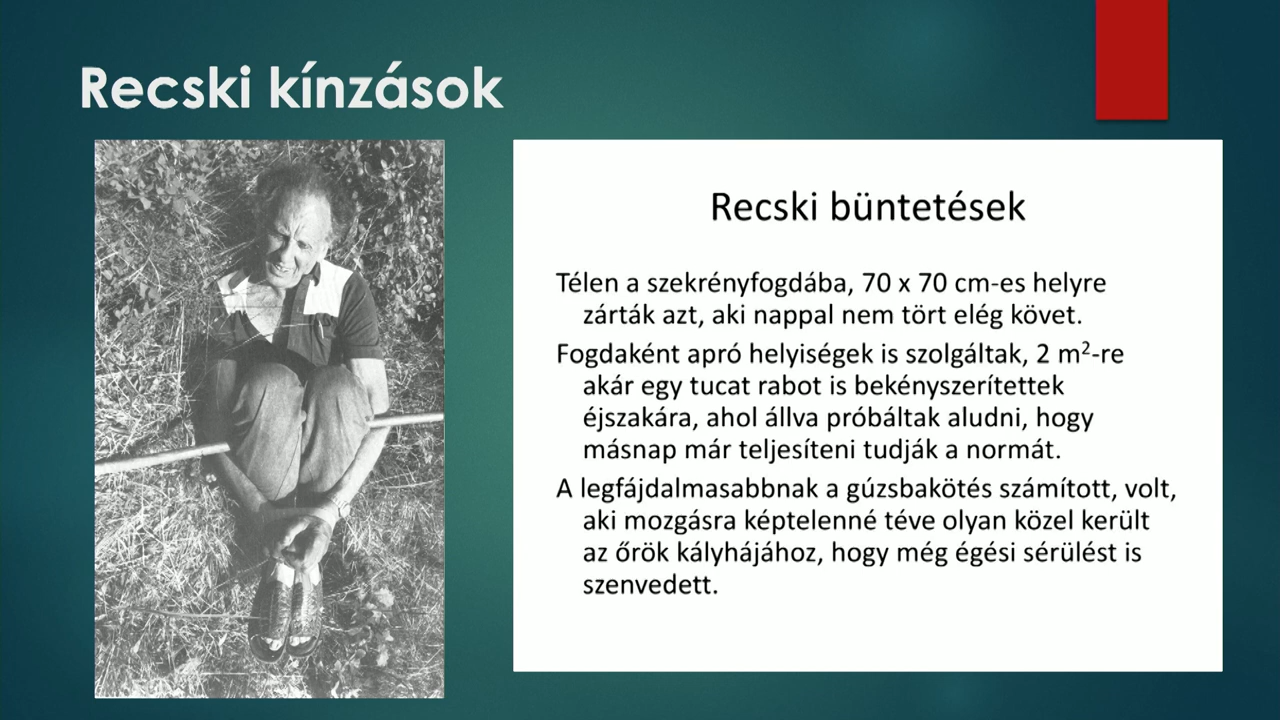 Recski kínzások
Recski büntetések
Télen a szekrényfogdába, 70 x 70 cm-es helyre
zárták azt, aki nappal nem tört elég követ.
Fogdaként apró helyiségek is szolgáltak, 2 m²-re
akár egy tucat rabot is bekényszerítettek
éjszakára, ahol állva próbáltak aludni, hogy
másnap már teljesíteni tudják a normát.
A legfájdalmasabbnak a gúzsbakötés számított, volt,
aki mozgásra képtelenné téve olyan közel került
az őrök kályhájához, hogy még égési sérülést is
szenvedett.